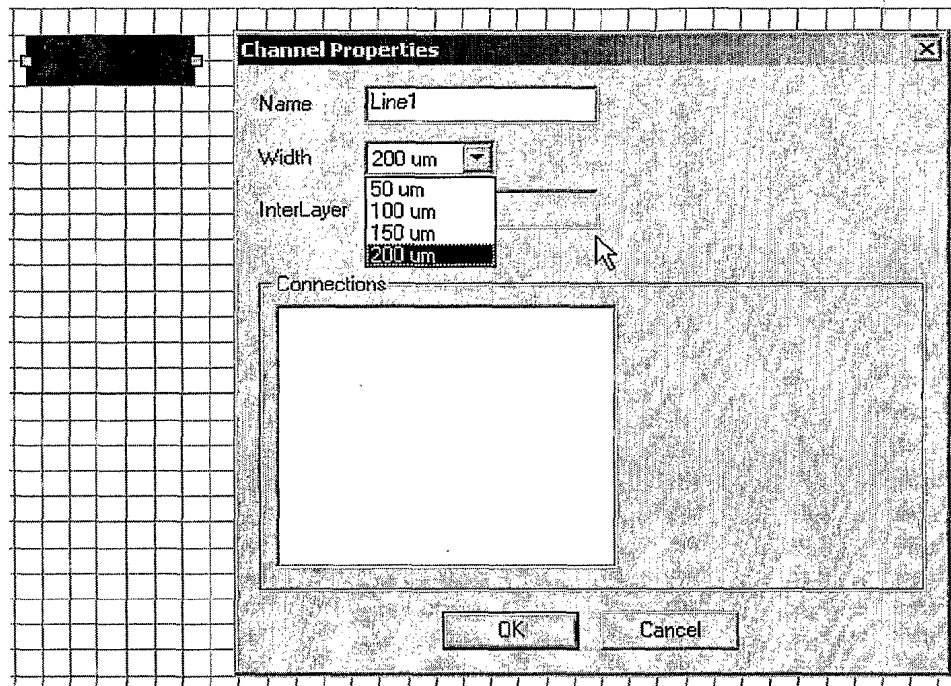 Channel Properties
Name Line1
Width 200 um
50 um
InterLayer
100 um
150 um
200 um
Connections
OK Cancel